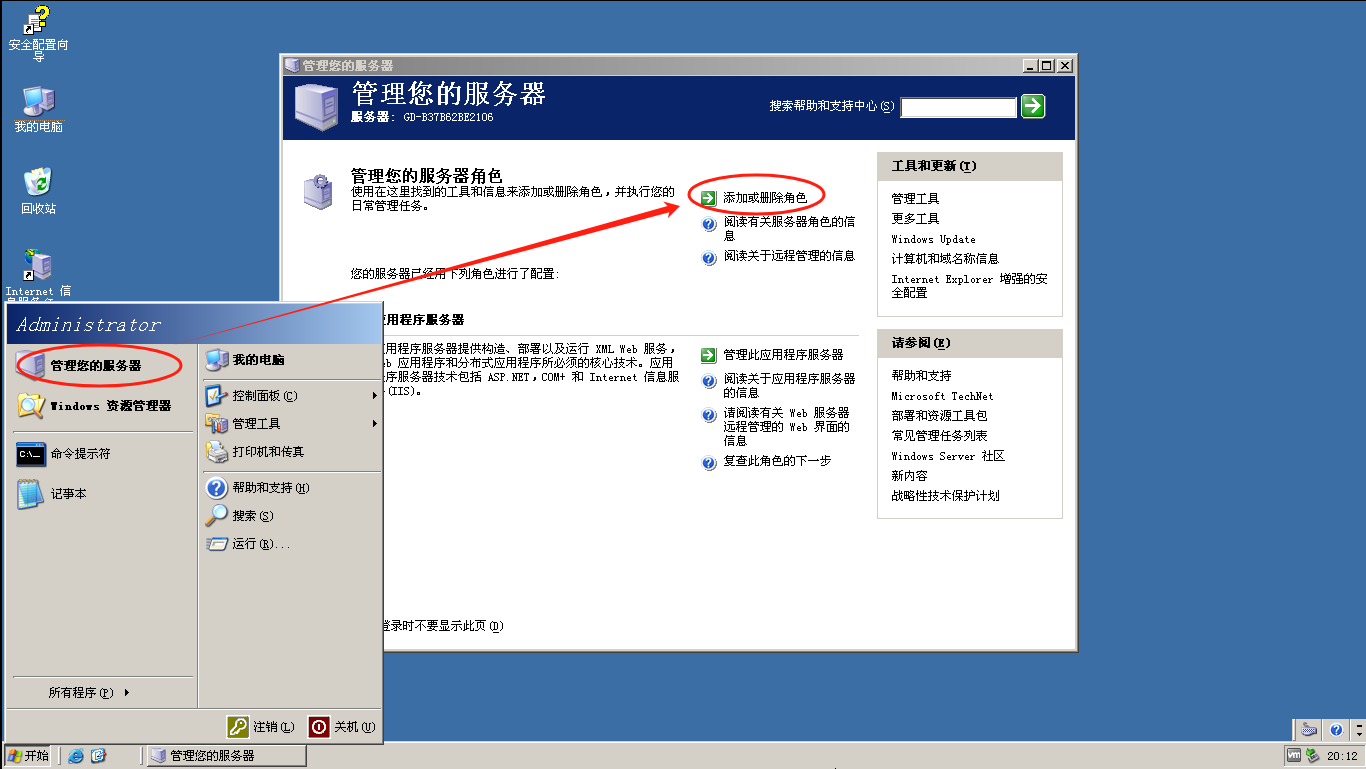 安全配置向
导
我的电脑
回收站
Internet 信
管理您的服务器
管理您的服务器
服务器: GD-B37B62BE2106
搜索帮助和支持中心(S)
管理您的服务器角色
使用在这里找到的工具和信息来添加或删除角色，并执行您的
日常管理任务。
添加或删除角色
阅读有关服务器角色的信
息
阅读关于远程管理的信息
您的服务器已经用下列角色进行了配置:
用程序服务器
用程序服务器提供构造、部署以及运行 XML Web 服务，
b 应用程序和分布式应用程序所必须的核心技术。应用
序服务器技术包括 ASP.NET，COM+ 和 Internet 信息服
(IIS)。
管理此应用程序服务器
阅读关于应用程序服务器
的信息
请阅读有关 Web 服务器
远程管理的 Web 界面的
信息
复查此角色的下一步
登录时不要显示此页(D)
工具和更新(T)
管理工具
更多工具
Windows Update
计算机和域名称信息
Internet Explorer 增强的安
全配置
请参阅(E)
帮助和支持
Microsoft TechNet
部署和资源工具包
常见管理任务列表
Windows Server 社区
新内容
战略性技术保护计划
Administrator
管理您的服务器
Windows 资源管理器
C:\_
命令提示符
记事本
所有程序(P)
我的电脑
控制面板(C)
管理工具
打印机和传真
帮助和支持(H)
搜索(S)
运行(R)...
注销(L)
关机(U)
开始
管理您的服务器
vm
20:12